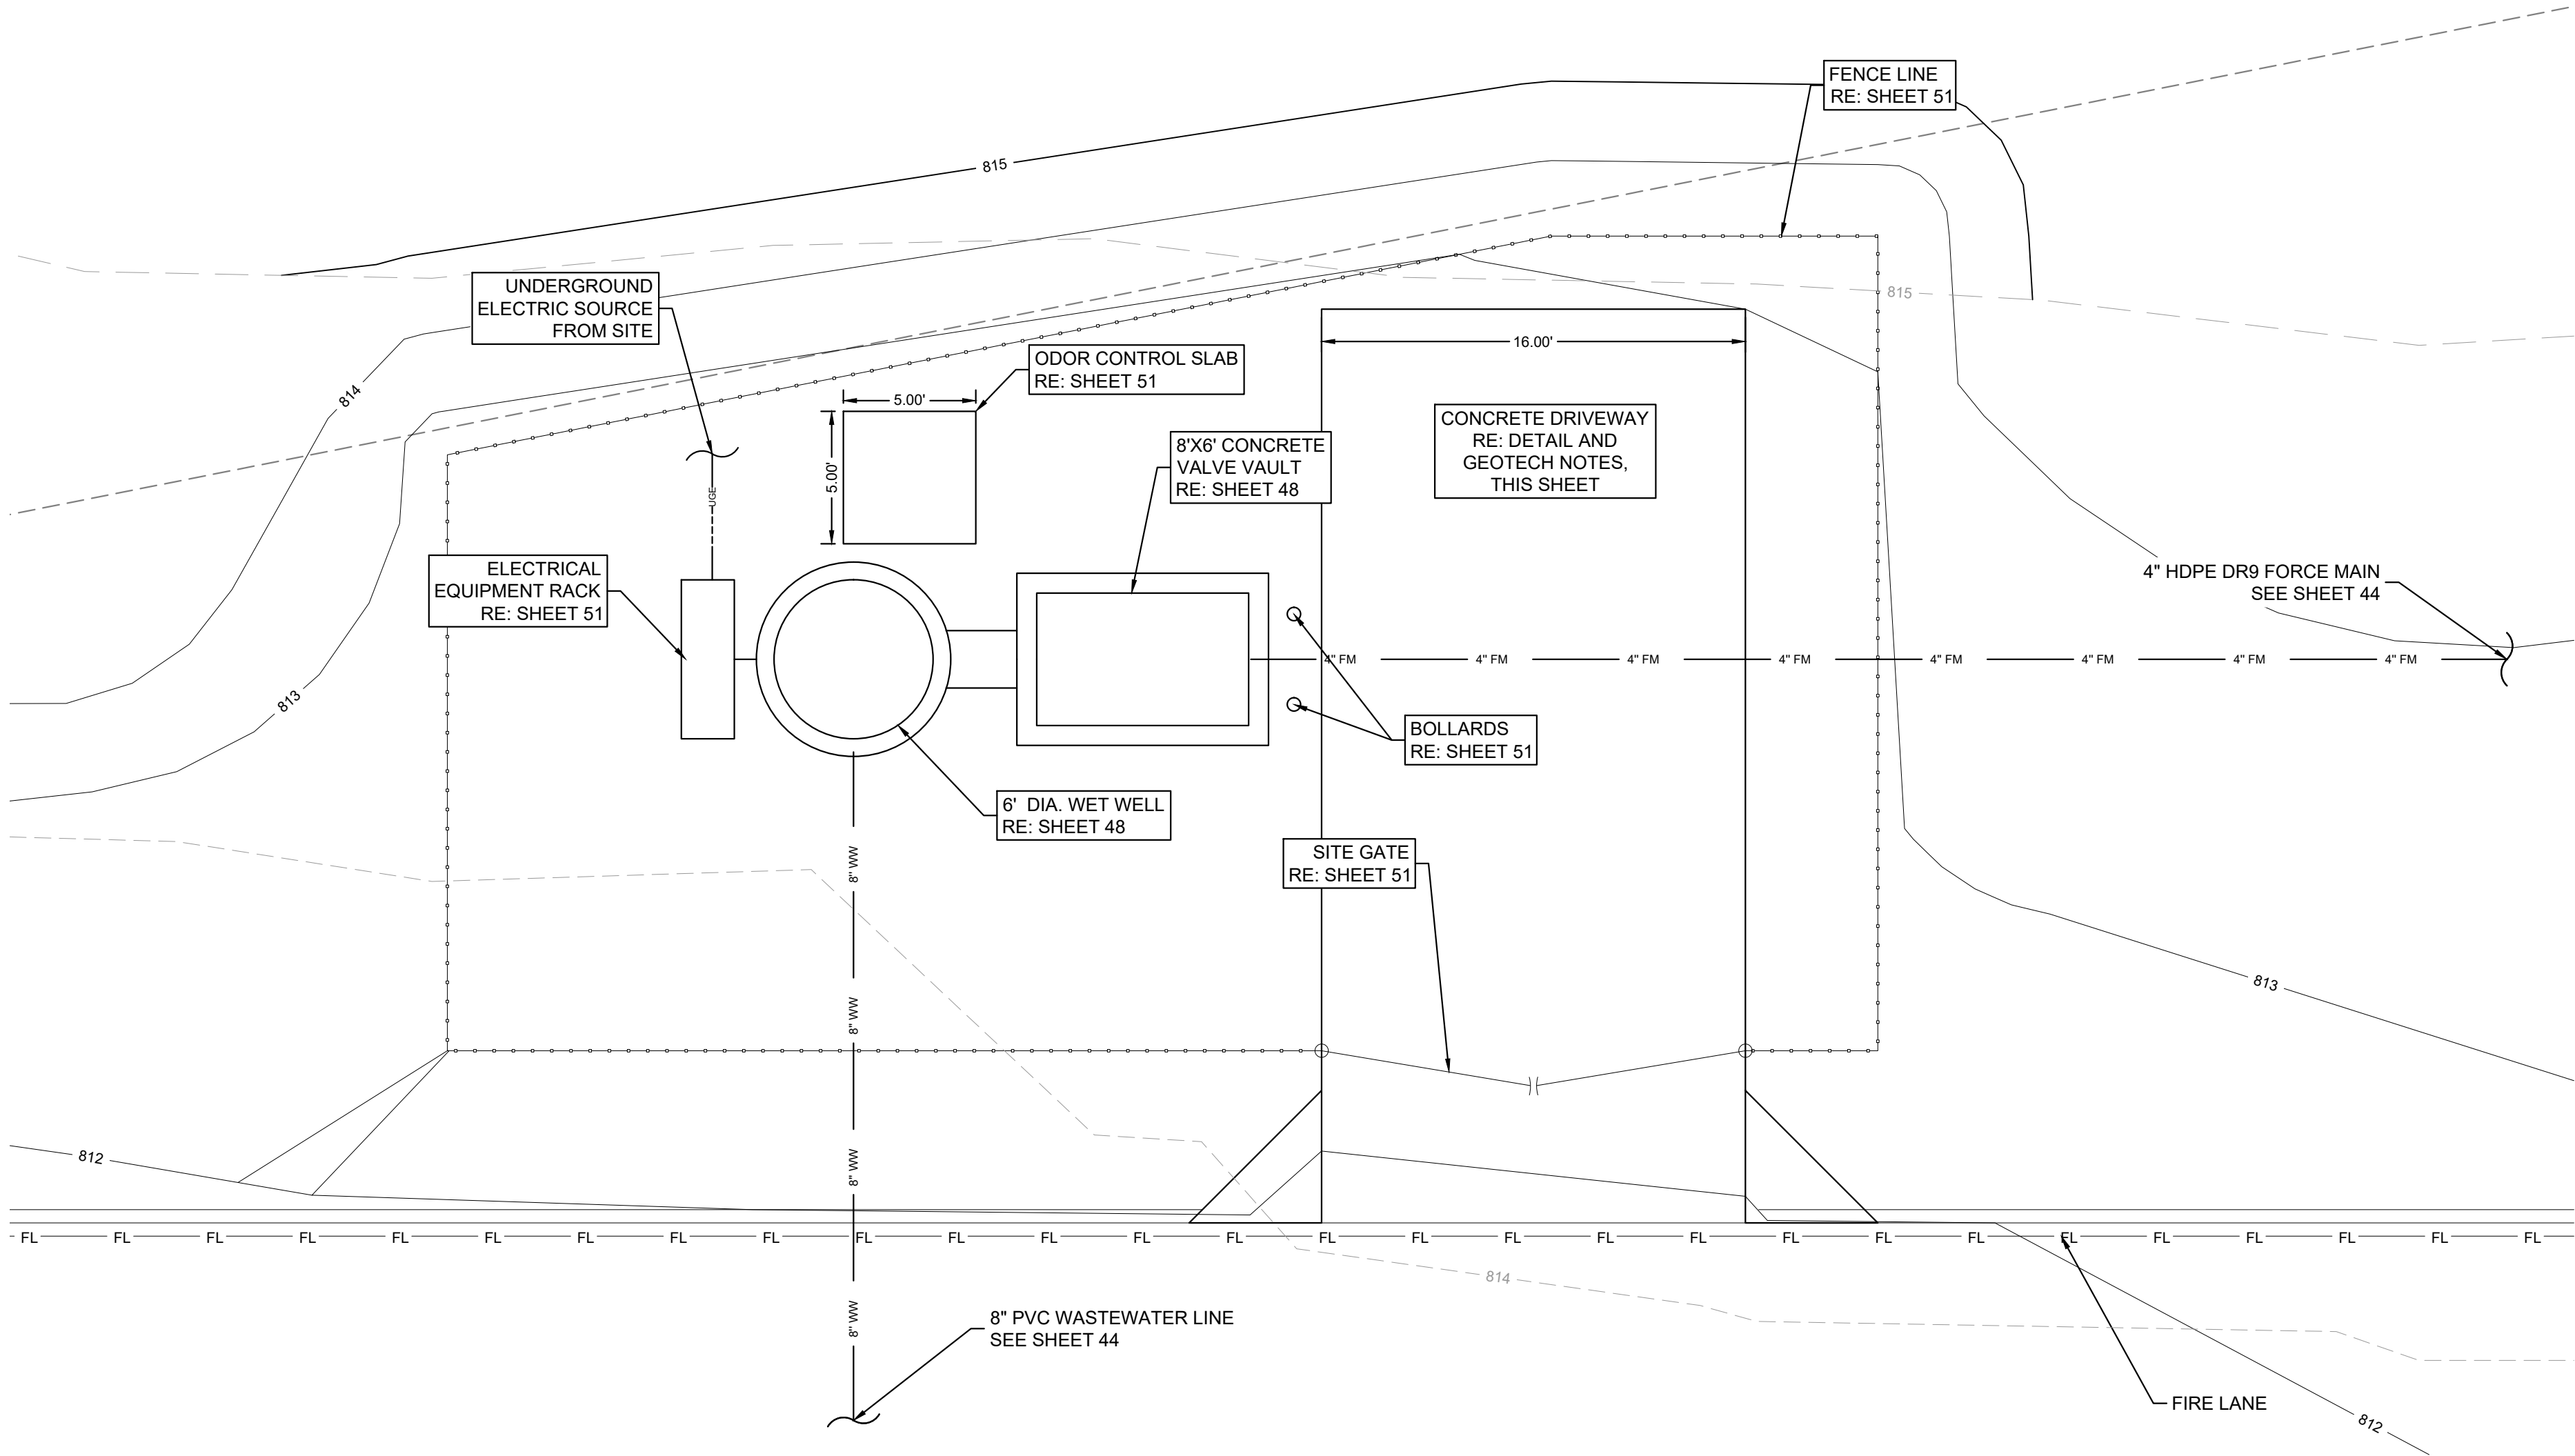 FENCE LINE
RE: SHEET 51
815
UNDERGROUND
ELECTRIC SOURCE
FROM SITE
815
16.00'
ODOR CONTROL SLAB
RE: SHEET 51
814
5.00'
5.00'
CONCRETE DRIVEWAY
RE: DETAIL AND
GEOTECH NOTES,
THIS SHEET
8'X6' CONCRETE
VALVE VAULT
RE: SHEET 48
UGE
ELECTRICAL
EQUIPMENT RACK
RE: SHEET 51
4" HDPE DR9 FORCE MAIN
SEE SHEET 44
4" FM
4" FM
4" FM
4" FM
4" FM
4" FM
4" FM
4" FM
813
BOLLARDS
RE: SHEET 51
6' DIA. WET WELL
RE: SHEET 48
SITE GATE
RE: SHEET 51
8" WW
813
8" WW
812
8" WW
FL FL FL FL FL FL FL FL FL FL FL FL FL FL FL FL FL FL FL FL FL FL FL FL FL FL FL FL
814
8" WW
8" PVC WASTEWATER LINE
SEE SHEET 44
FIRE LANE
812